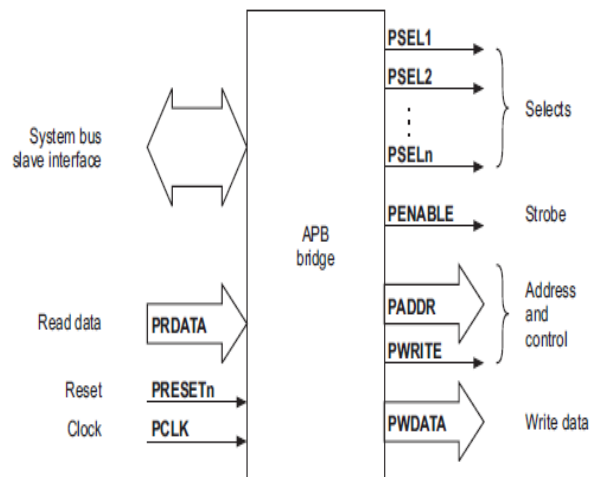 PSEL1
PSEL2
PSELn
Selects
System bus
slave interface
PENABLE
Strobe
APB
bridge
Read data
PRDATA
PADDR
PWRITE
Address
and
control
Reset
PRESETn
Clock
PCLK
PWDATA
Write data